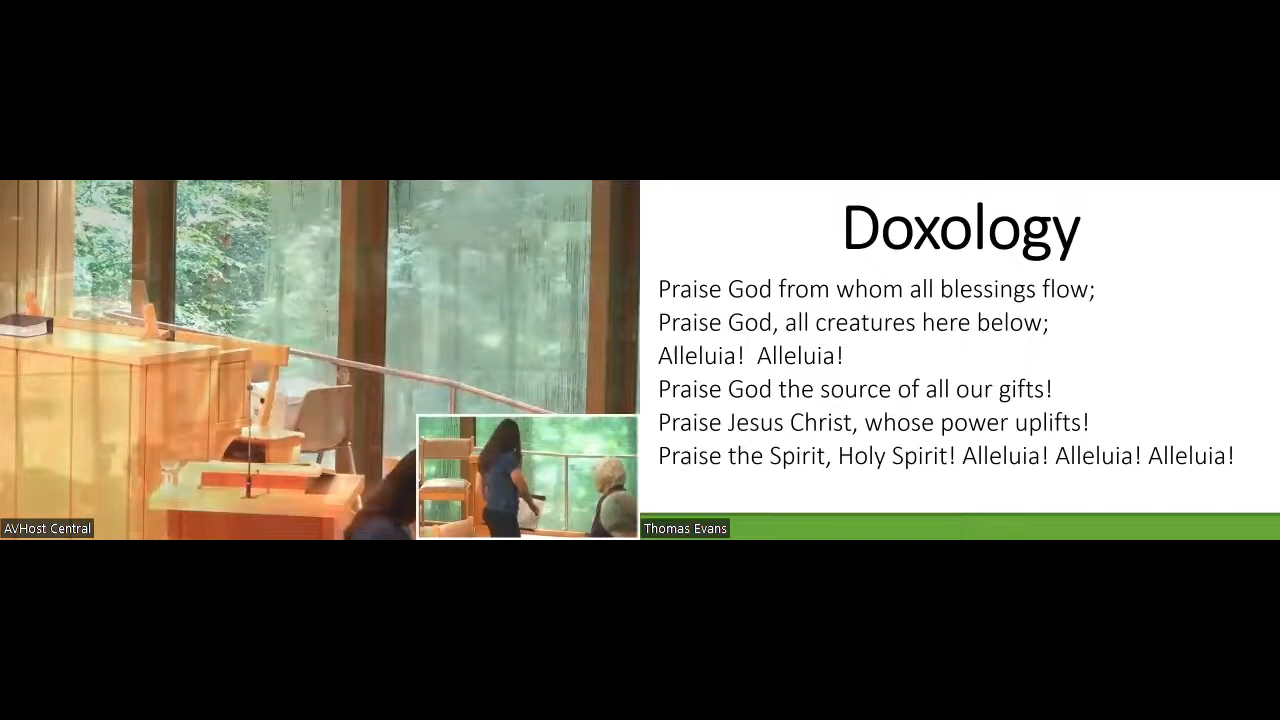 Doxology
Praise God from whom all blessings flow;
Praise God, all creatures here below;
Alleluia!  Alleluia!
Praise God the source of all our gifts!
Praise Jesus Christ, whose power uplifts!
Praise the Spirit, Holy Spirit! Alleluia! Alleluia! Alleluia!
AVHost Central
Thomas Evans